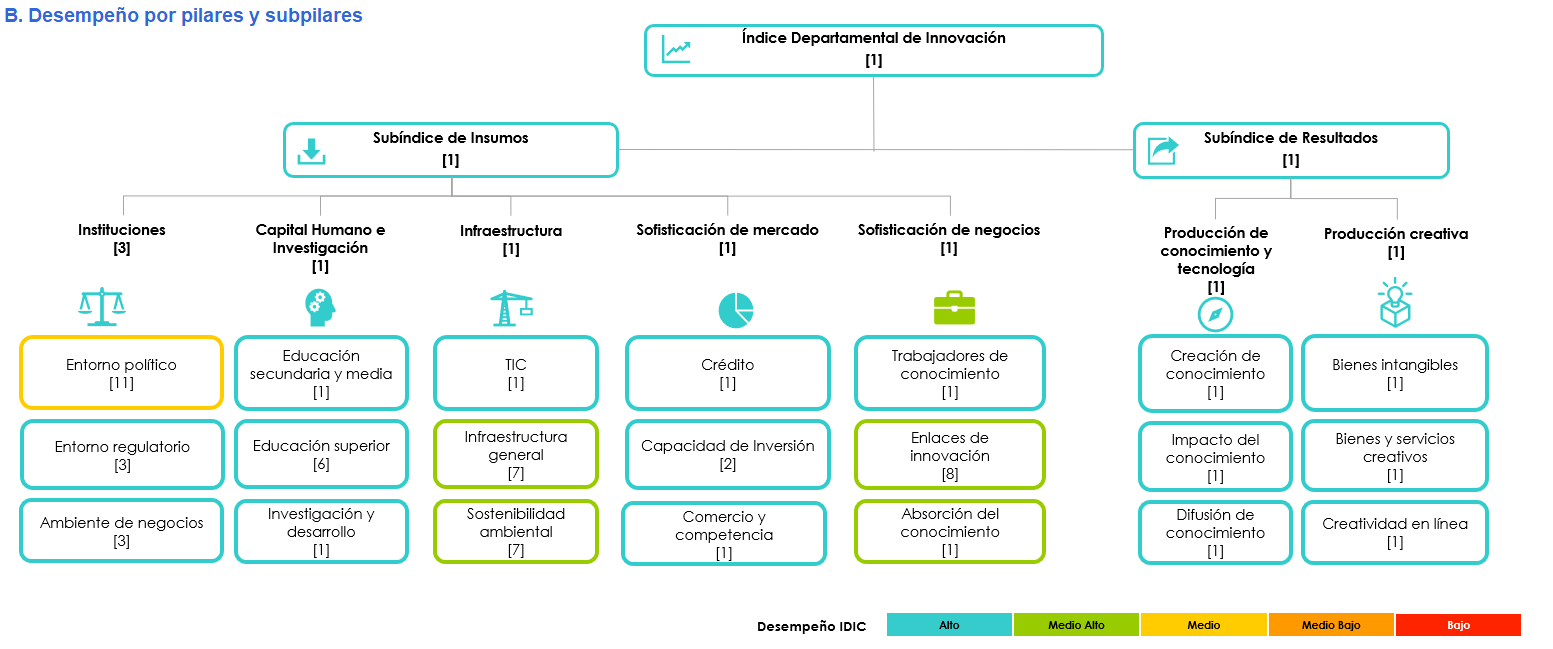 B. Desempeño por pilares y subpilares
Índice Departamental de Innovación
[1]
Subíndice de Insumos
[1]
Subíndice de Resultados
[1]
Instituciones
[3]
Capital Humano e
Investigación
[1]
Infraestructura
[1]
Sofisticación de mercado
[1]
Sofisticación de negocios
[1]
Producción de
conocimiento y
tecnología
[1]
Producción creativa
[1]
Entorno político
[11]
Educación
secundaria y media
[1]
TIC
[1]
Crédito
[1]
Trabajadores de
conocimiento
[1]
Creación de
conocimiento
[1]
Bienes intangibles
[1]
Entorno regulatorio
[3]
Educación superior
[6]
Infraestructura
general
[7]
Capacidad de Inversión
[2]
Enlaces de
innovación
[8]
Impacto del
conocimiento
[1]
Bienes y servicios
creativos
[1]
Ambiente de negocios
[3]
Investigación y
desarrollo
[1]
Sostenibilidad
ambiental
[7]
Comercio y
competencia
[1]
Absorción del
conocimiento
[1]
Difusión de
conocimiento
[1]
Creatividad en línea
[1]
Desempeño IDIC
Alto
Medio Alto
Medio
Medio Bajo
Bajo